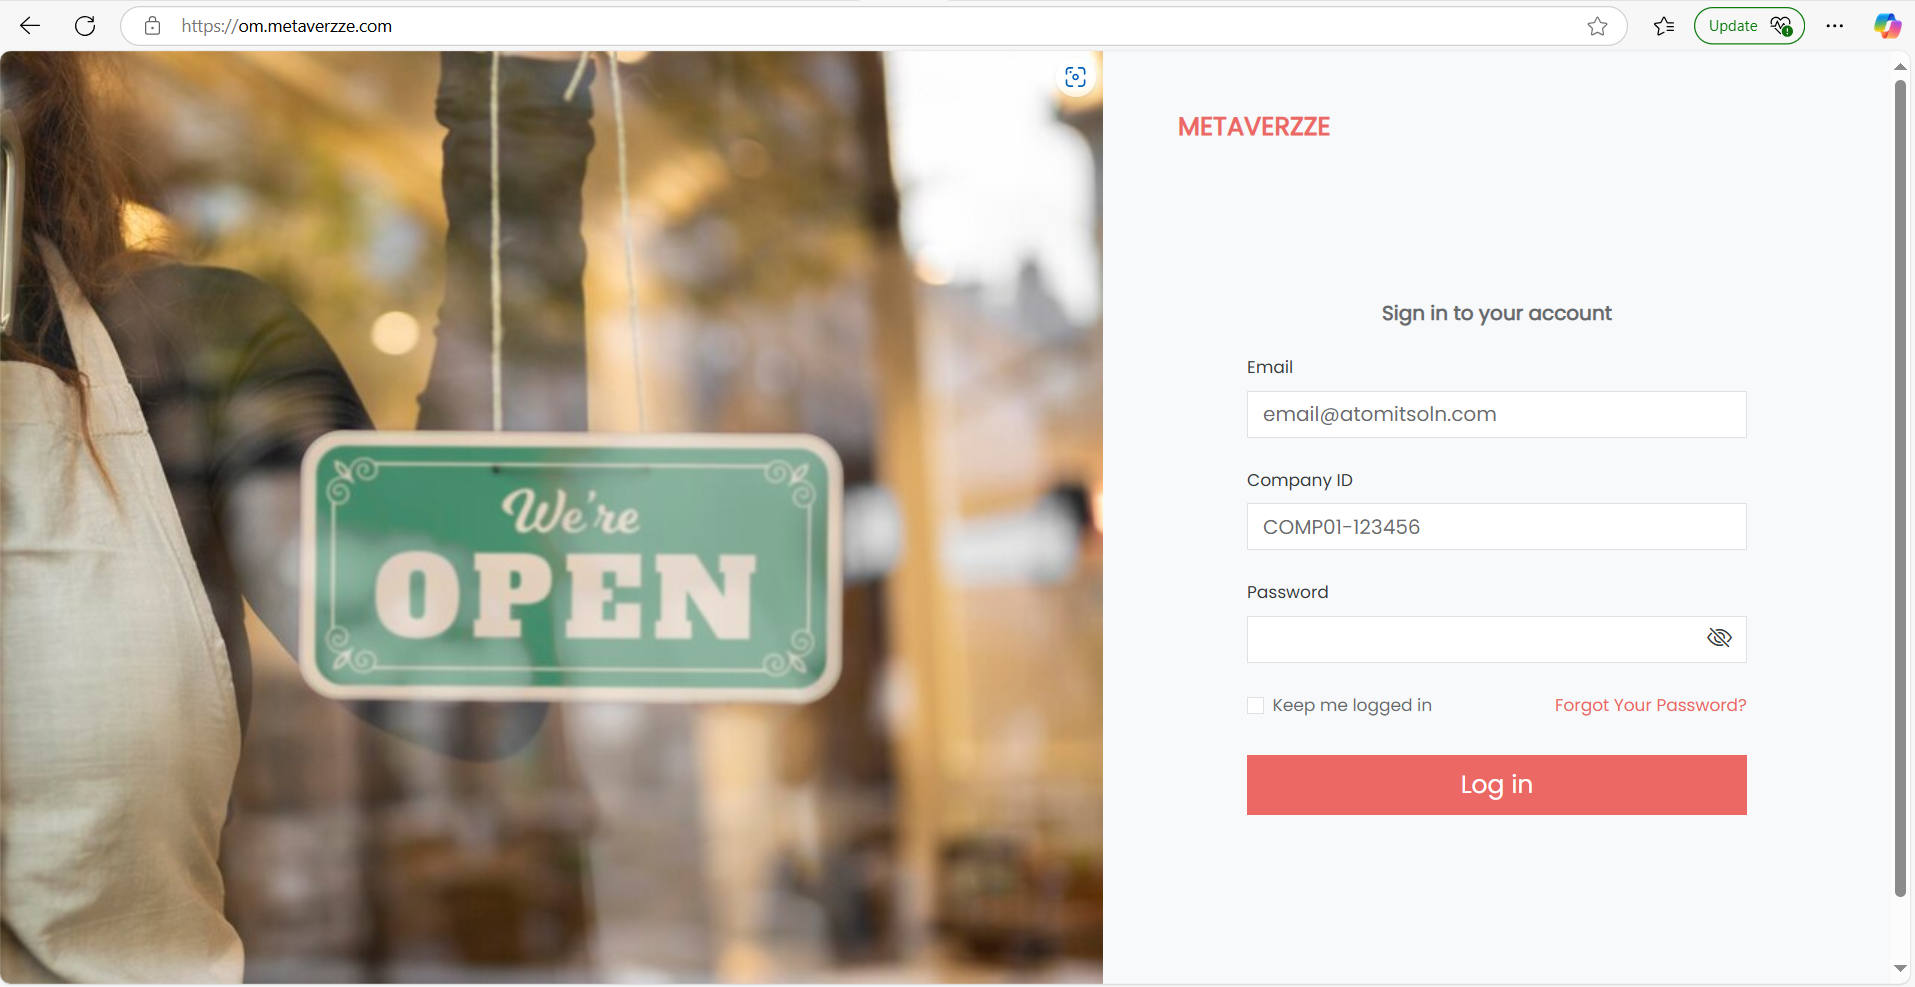 https://om.metaverzze.com
Update
We're
OPEN
METAVERZZE
Sign in to your account
Email
email@atomitsoln.com
Company ID
COMP01-123456
Password
Keep me logged in
Forgot Your Password?
Log in